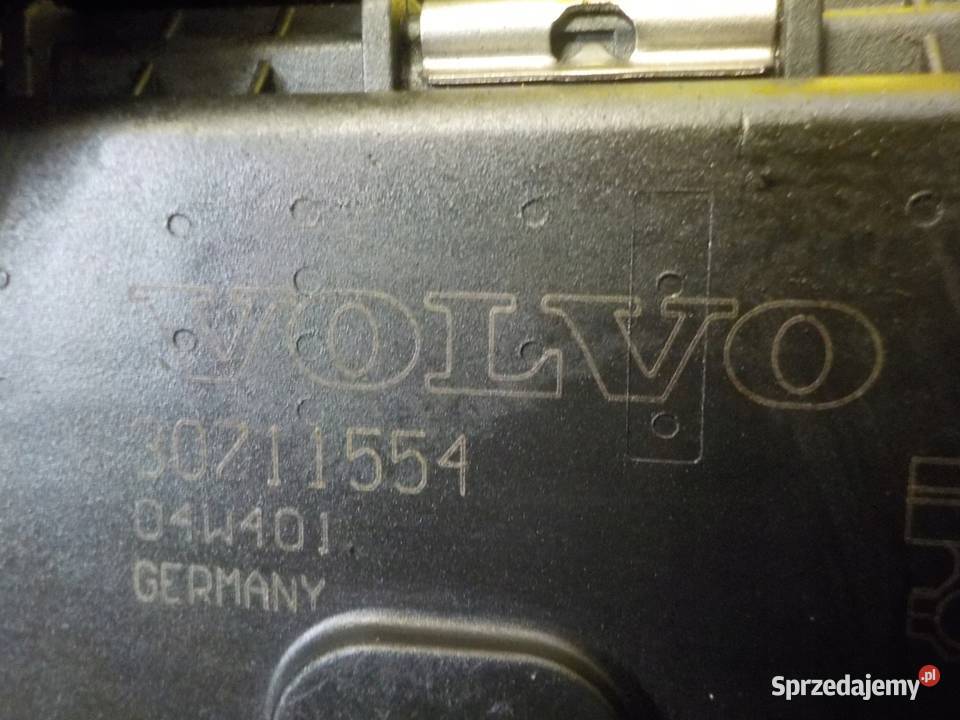 VOLVO
30711554
04W401
GERMANY
Sprzedajemy.pl